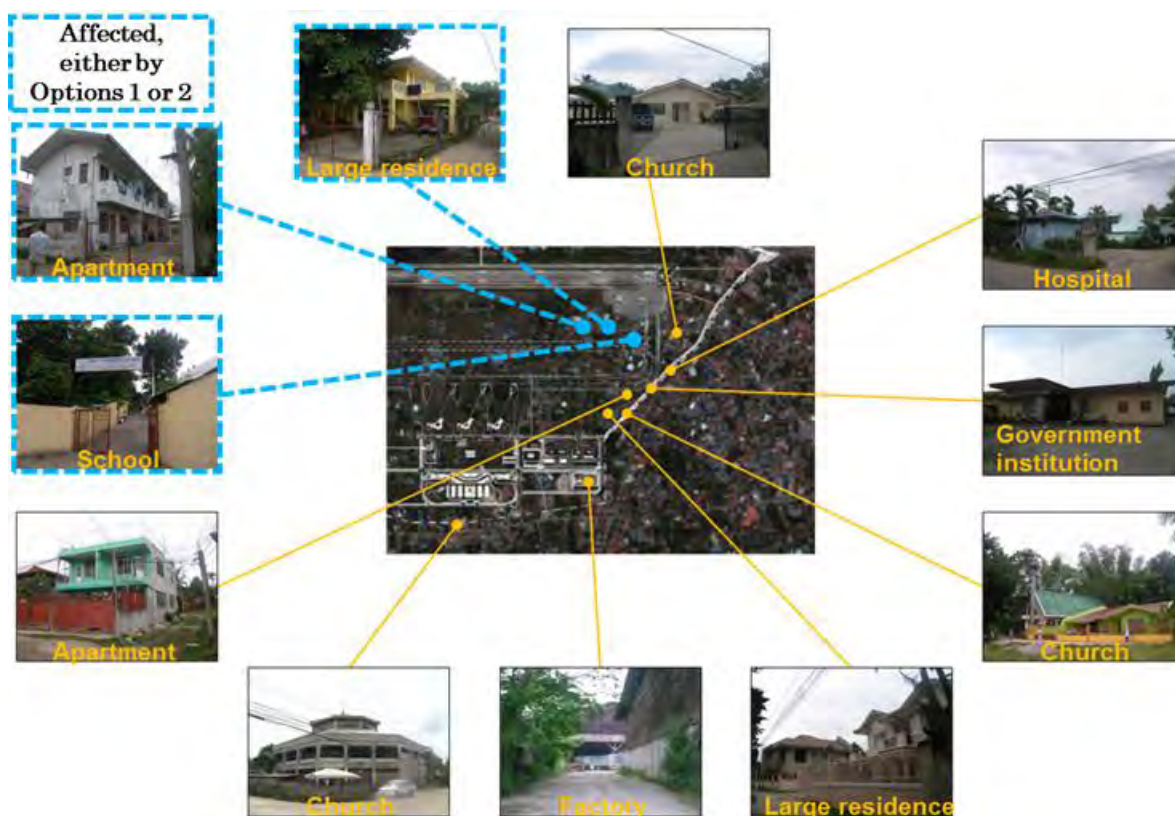 Affected,
either by
Options 1 or 2
Large residence
Church
Apartment
Hospital
School
Government
institution
Apartment
Church
Church
Factory
Large residence